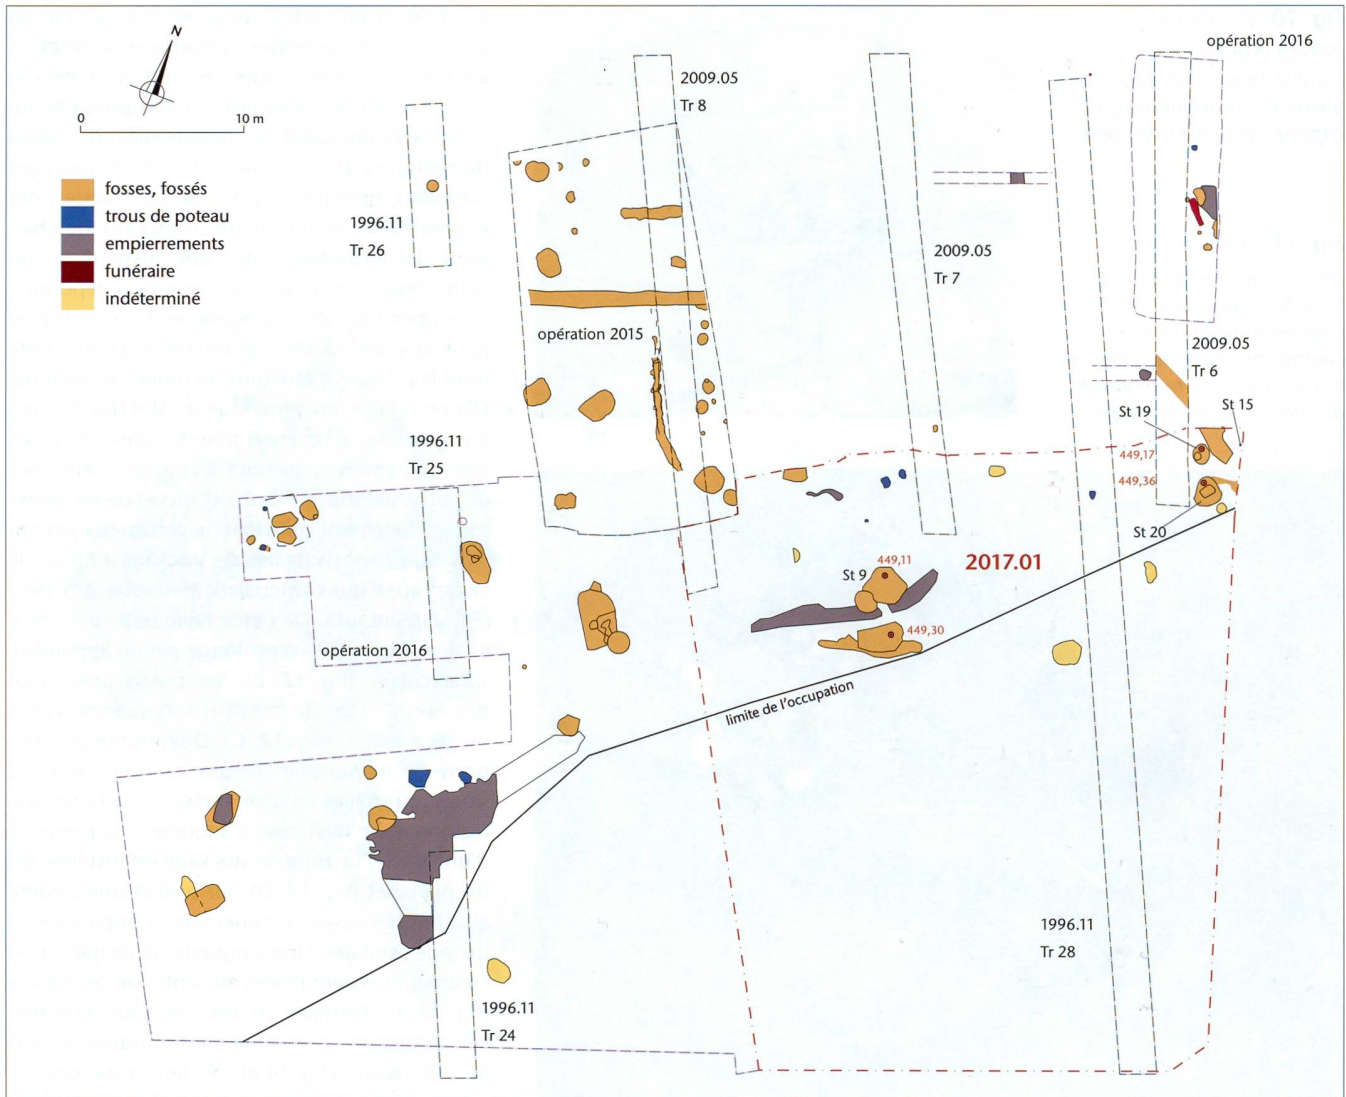 N
0 10 m
fosses, fossés
trous de poteau
empierrements
funéraire
indéterminé
1996.11
Tr 26
2009.05
Tr 8
opération 2015
2009.05
Tr 7
opération 2016
2009.05
Tr 6
St 19
St 15
449,17
449,36
St 20
1996.11
Tr 25
opération 2016
St 9
449,11
449,30
2017.01
limite de l'occupation
1996.11
Tr 28
1996.11
Tr 24